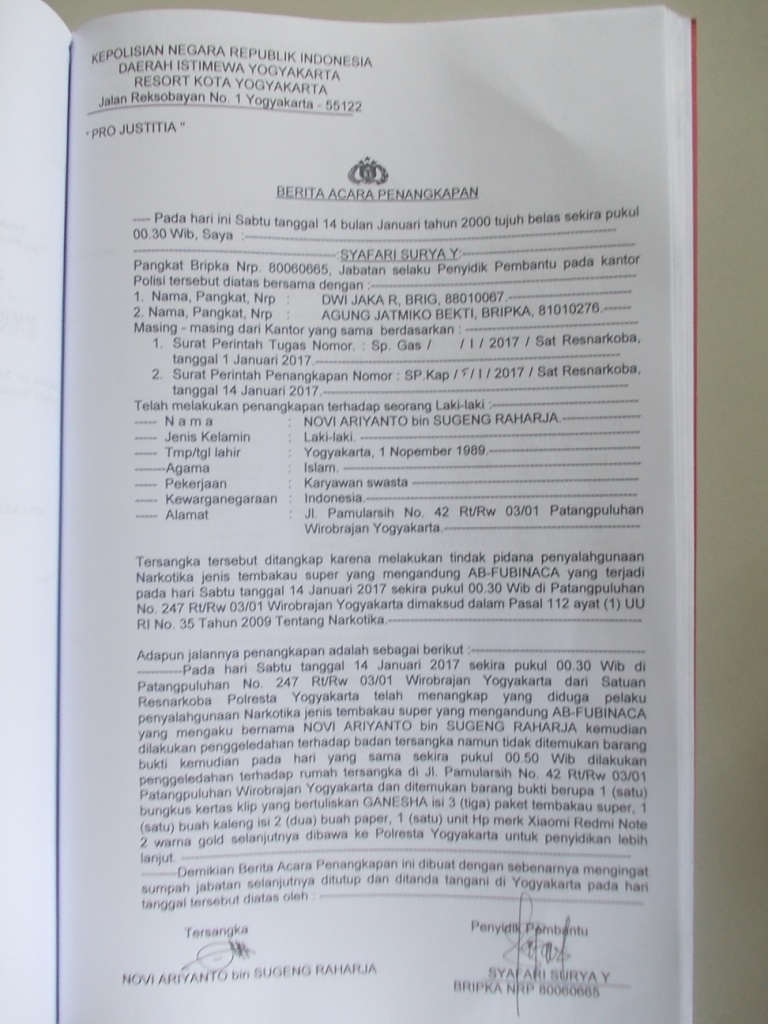 KEPOLISIAN NEGARA REPUBLIK INDONESIA
DAERAH ISTIMEWA YOGYAKARTA
RESORT KOTA YOGYAKARTA
Jalan Reksobayan No. 1 Yogyakarta - 55122
"PRO JUSTITIA"
BERITA ACARA PENANGKAPAN
---- Pada hari ini Sabtu tanggal 14 bulan Januari tahun 2000 tujuh belas sekira pukul
00.30 Wib, Saya :-
SYAFARI SURYA Y.-
Pangkat Bripka Nrp. 80060665, Jabatan selaku Penyidik Pembantu pada kantor
Polisi tersebut diatas bersama dengan :-
1. Nama, Pangkat, Nrp : DWI JAKA R, BRIG, 88010067.-
2. Nama, Pangkat, Nrp : AGUNG JATMIKO BEKTI, BRIPKA, 81010276.-
Masing - masing dari Kantor yang sama berdasarkan :-
1. Surat Perintah Tugas Nomor. : Sp. Gas / / I / 2017 / Sat Resnarkoba,
tanggal 1 Januari 2017.-
2. Surat Perintah Penangkapan Nomor : SP.Kap / / I / 2017 / Sat Resnarkoba,
tanggal 14 Januari 2017.-
Telah melakukan penangkapan terhadap seorang Laki-laki :-
---- N a m a : NOVI ARIYANTO bin SUGENG RAHARJA.-
---- Jenis Kelamin : Laki-laki. -
---- Tmp/tgl lahir : Yogyakarta, 1 Nopember 1989.-
------Agama : Islam. -
---- Pekerjaan : Karyawan swasta -
---- Kewarganegaraan : Indonesia.-
---- Alamat : Jl. Pamularsih No. 42 Rt/Rw 03/01 Patangpuluhan
Wirobrajan Yogyakarta.-
Tersangka tersebut ditangkap karena melakukan tindak pidana penyalahgunaan
Narkotika jenis tembakau super yang mengandung AB-FUBINACA yang terjadi
pada hari Sabtu tanggal 14 Januari 2017 sekira pukul 00.30 Wib di Patangpuluhan
No. 247 Rt/Rw 03/01 Wirobrajan Yogyakarta dimaksud dalam Pasal 112 ayat (1) UU
RI No. 35 Tahun 2009 Tentang Narkotika.-
Adapun jalannya penangkapan adalah sebagai berikut :-
--------Pada hari Sabtu tanggal 14 Januari 2017 sekira pukul 00.30 Wib di
Patangpuluhan No. 247 Rt/Rw 03/01 Wirobrajan Yogyakarta dari Satuan
Resnarkoba Polresta Yogyakarta telah menangkap yang diduga pelaku
penyalahgunaan Narkotika jenis tembakau super yang mengandung AB-FUBINACA
yang mengaku bernama NOVI ARIYANTO bin SUGENG RAHARJA kemudian
dilakukan penggeledahan terhadap badan tersangka namun tidak ditemukan barang
bukti kemudian pada hari yang sama sekira pukul 00.50 Wib dilakukan
penggeledahan terhadap rumah tersangka di Jl. Pamularsih No. 42 Rt/Rw 03/01
Patangpuluhan Wirobrajan Yogyakarta dan ditemukan barang bukti berupa 1 (satu)
bungkus kertas klip yang bertuliskan GANESHA isi 3 (tiga) paket tembakau super, 1
(satu) buah kaleng isi 2 (dua) buah paper, 1 (satu) unit Hp merk Xiaomi Redmi Note
2 warna gold selanjutnya dibawa ke Polresta Yogyakarta untuk penyidikan lebih
lanjut. -
--------Demikian Berita Acara Penangkapan ini dibuat dengan sebenarnya mengingat
sumpah jabatan selanjutnya ditutup dan ditanda tangani di Yogyakarta pada hari
tanggal tersebut diatas oleh : -
Tersangka
Penyidik Pembantu
NOVI ARIYANTO bin SUGENG RAHARJA
SYAFARI SURYA Y
BRIPKA NRP 80060665